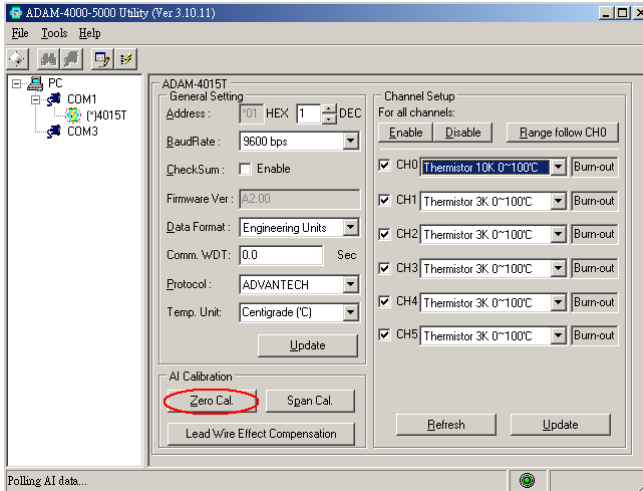 ADAM-4000-5000 Utility (Ver 3.10.11)
File Tools Help
PC
COM1
(*)4015T
COM3
ADAM-4015T
General Setting
Address : *01 HEX 1 DEC
BaudRate : 9600 bps
CheckSum : Enable
Firmware Ver : A2.00
Data Format : Engineering Units
Comm. WDT: 0.0 Sec
Protocol : ADVANTECH
Temp. Unit: Centigrade (°C)
Update
AI Calibration
Zero Cal. Span Cal.
Lead Wire Effect Compensation
Channel Setup
For all channels:
Enable Disable Range follow CH0
CH0 Thermistor 10K 0~100°C Burn-out
CH1 Thermistor 3K 0~100°C Burn-out
CH2 Thermistor 3K 0~100°C Burn-out
CH3 Thermistor 3K 0~100°C Burn-out
CH4 Thermistor 3K 0~100°C Burn-out
CH5 Thermistor 3K 0~100°C Burn-out
Refresh Update
Polling AI data...